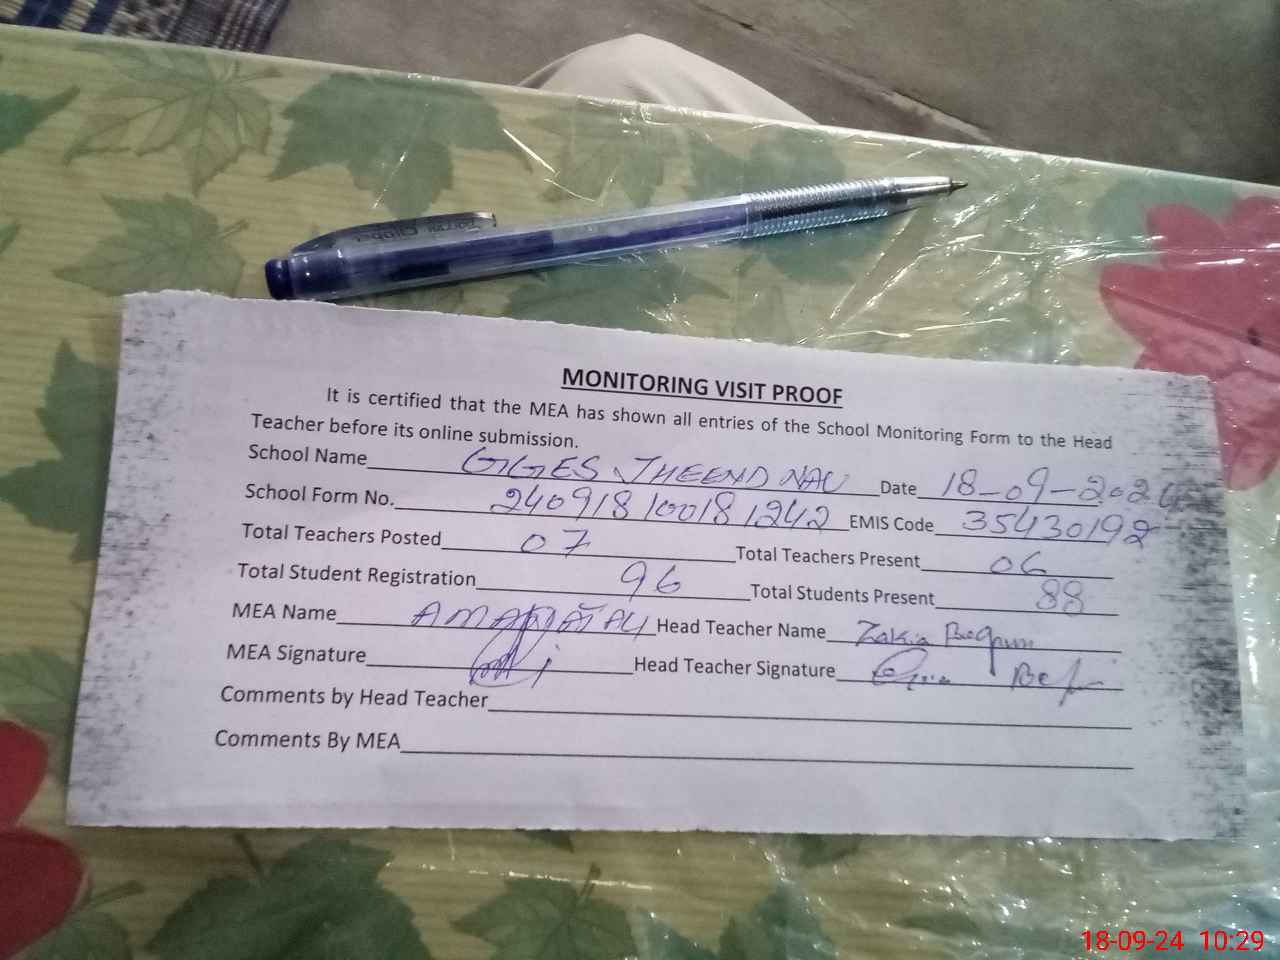 MONITORING VISIT PROOF
It is certified that the MEA has shown all entries of the School Monitoring Form to the Head
Teacher before its online submission.
School Name GGES JHEEND NAU Date 18-09-2024
School Form No. 240918100181242 EMIS Code 35430192
Total Teachers Posted 07 Total Teachers Present 06
Total Student Registration 96 Total Students Present 88
MEA Name AMANAT ALI Head Teacher Name Zakia Begum
MEA Signature Head Teacher Signature
Comments by Head Teacher
Comments By MEA
18-09-24 10:29